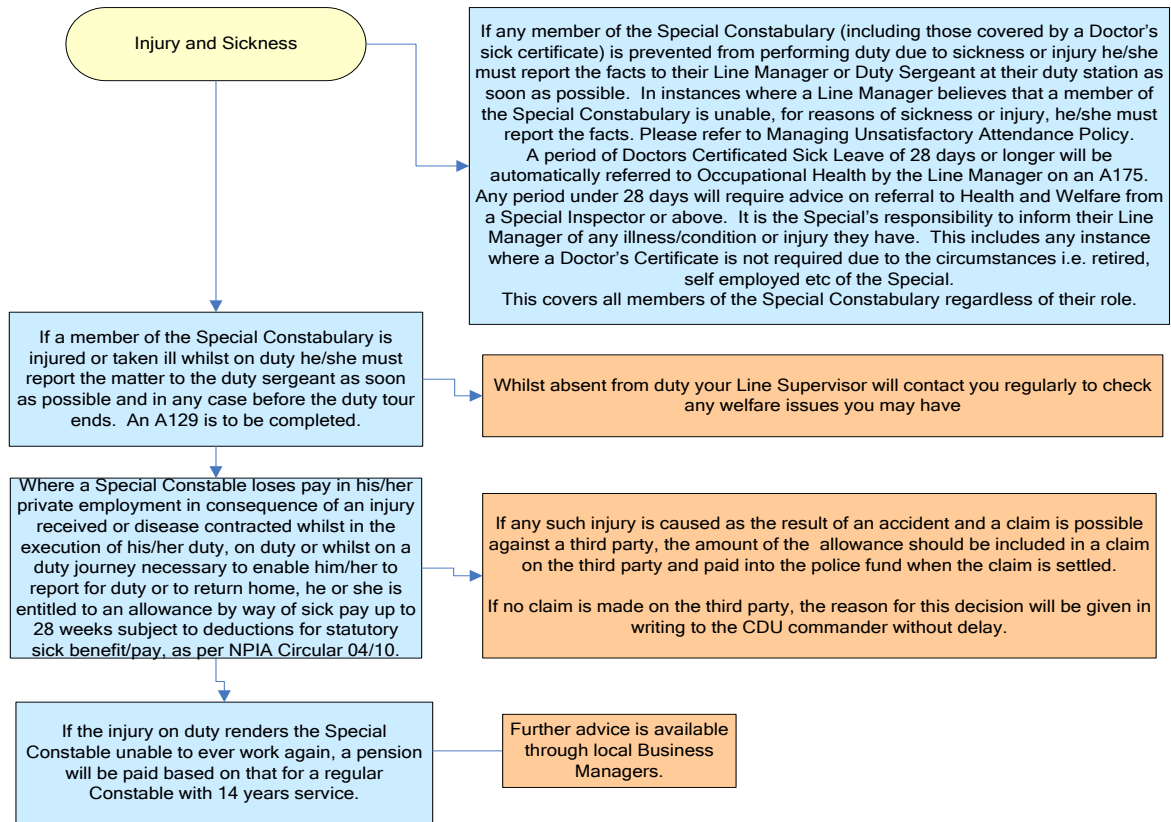 Injury and Sickness
If any member of the Special Constabulary (including those covered by a Doctor's
sick certificate) is prevented from performing duty due to sickness or injury he/she
must report the facts to their Line Manager or Duty Sergeant at their duty station as
soon as possible. In instances where a Line Manager believes that a member of
the Special Constabulary is unable, for reasons of sickness or injury, he/she must
report the facts. Please refer to Managing Unsatisfactory Attendance Policy.
A period of Doctors Certificated Sick Leave of 28 days or longer will be
automatically referred to Occupational Health by the Line Manager on an A175.
Any period under 28 days will require advice on referral to Health and Welfare from
a Special Inspector or above. It is the Special's responsibility to inform their Line
Manager of any illness/condition or injury they have. This includes any instance
where a Doctor's Certificate is not required due to the circumstances i.e. retired,
self employed etc of the Special.
This covers all members of the Special Constabulary regardless of their role.
If a member of the Special Constabulary is
injured or taken ill whilst on duty he/she must
report the matter to the duty sergeant as soon
as possible and in any case before the duty tour
ends. An A129 is to be completed.
Whilst absent from duty your Line Supervisor will contact you regularly to check
any welfare issues you may have
Where a Special Constable loses pay in his/her
private employment in consequence of an injury
received or disease contracted whilst in the
execution of his/her duty, on duty or whilst on a
duty journey necessary to enable him/her to
report for duty or to return home, he or she is
entitled to an allowance by way of sick pay up to
28 weeks subject to deductions for statutory
sick benefit/pay, as per NPIA Circular 04/10.
If any such injury is caused as the result of an accident and a claim is possible
against a third party, the amount of the allowance should be included in a claim
on the third party and paid into the police fund when the claim is settled.
If no claim is made on the third party, the reason for this decision will be given in
writing to the CDU commander without delay.
If the injury on duty renders the Special
Constable unable to ever work again, a pension
will be paid based on that for a regular
Constable with 14 years service.
Further advice is available
through local Business
Managers.